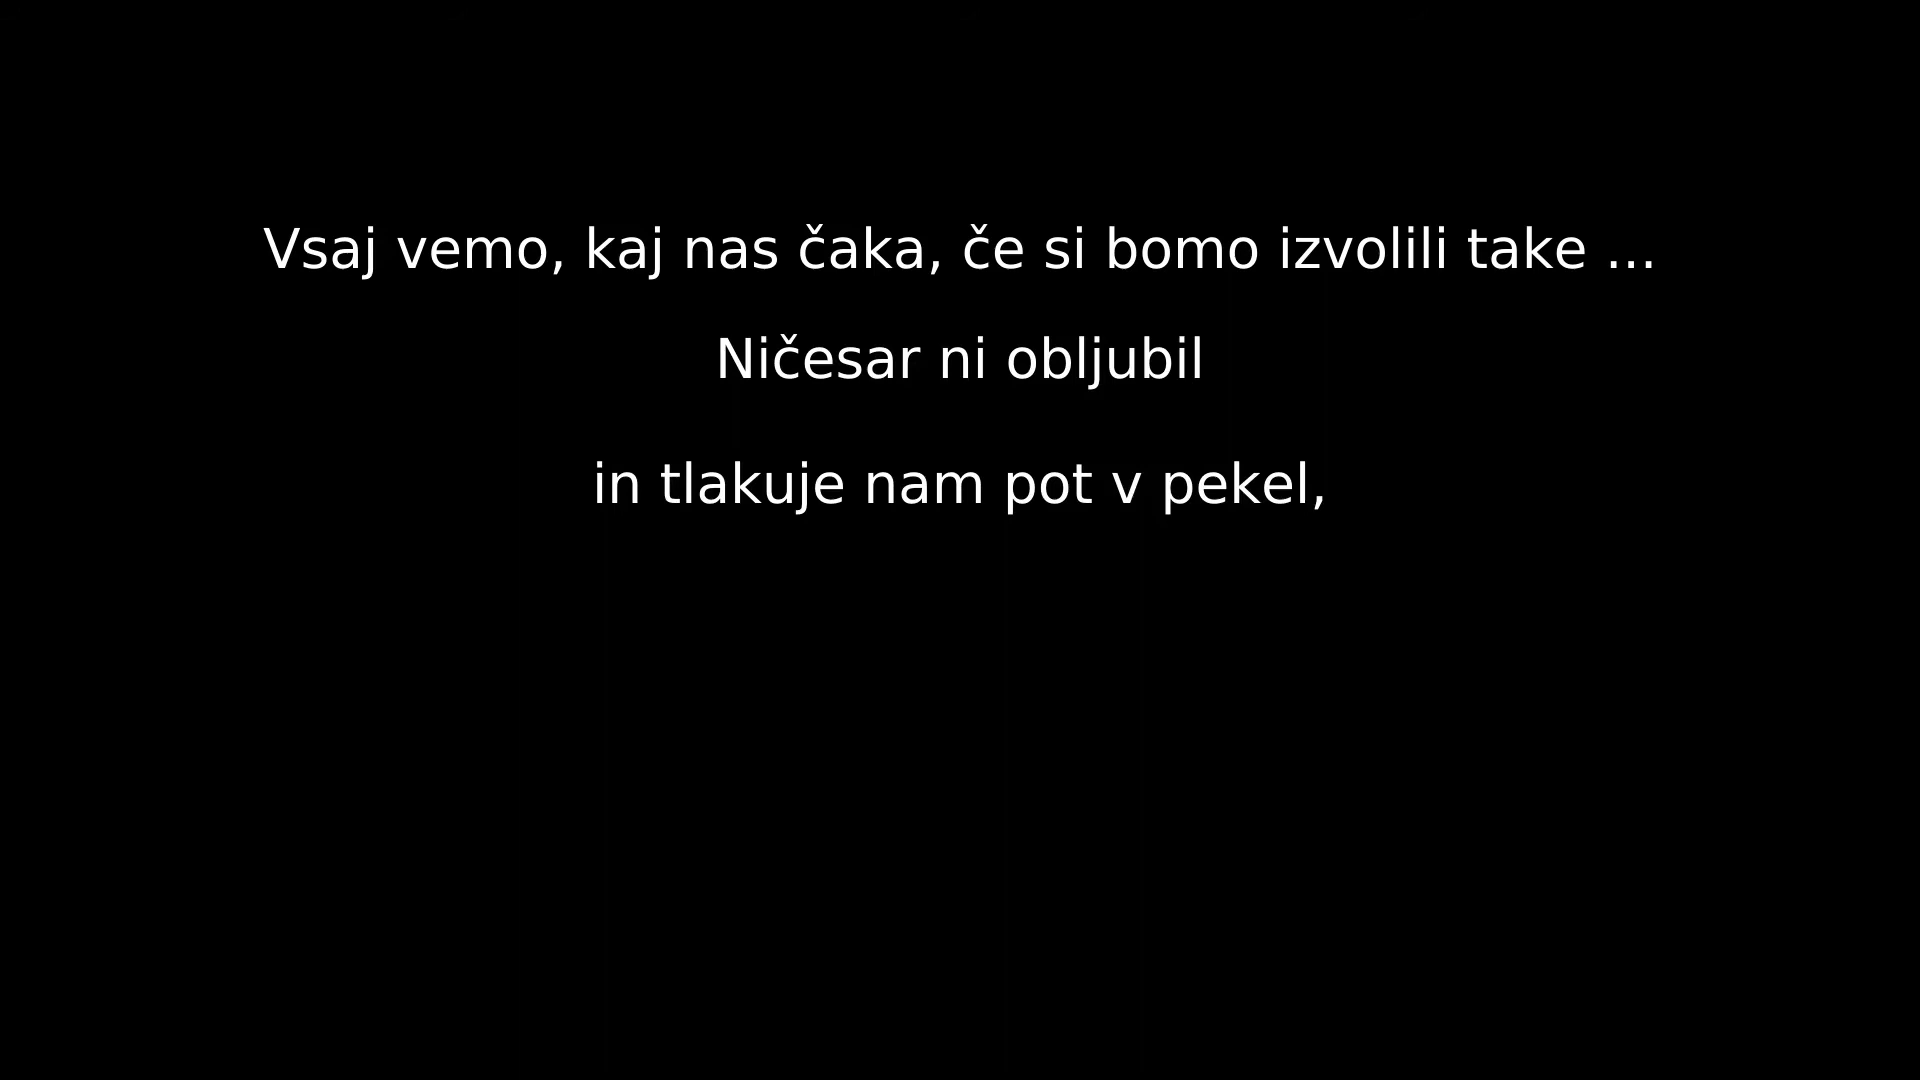 Vsaj vemo, kaj nas čaka, če si bomo izvolili take ...
Ničesar ni obljubil
in tlakuje nam pot v pekel,